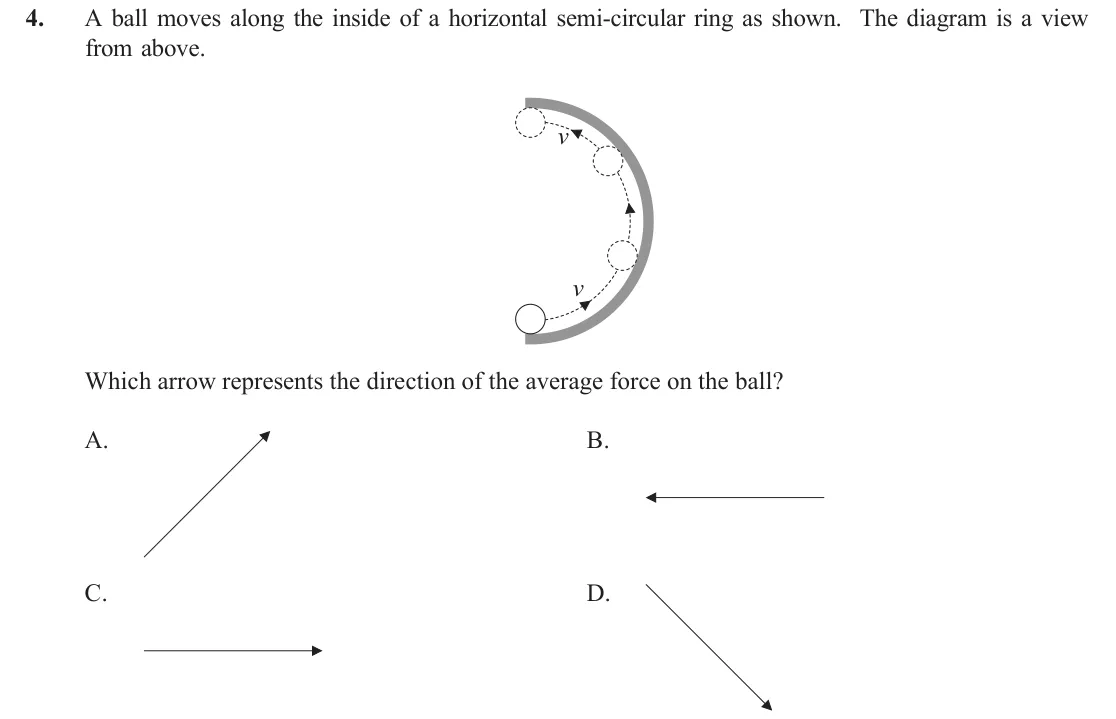 4. A ball moves along the inside of a horizontal semi-circular ring as shown. The diagram is a view
from above.
v
v
Which arrow represents the direction of the average force on the ball?
A.
B.
C.
D.